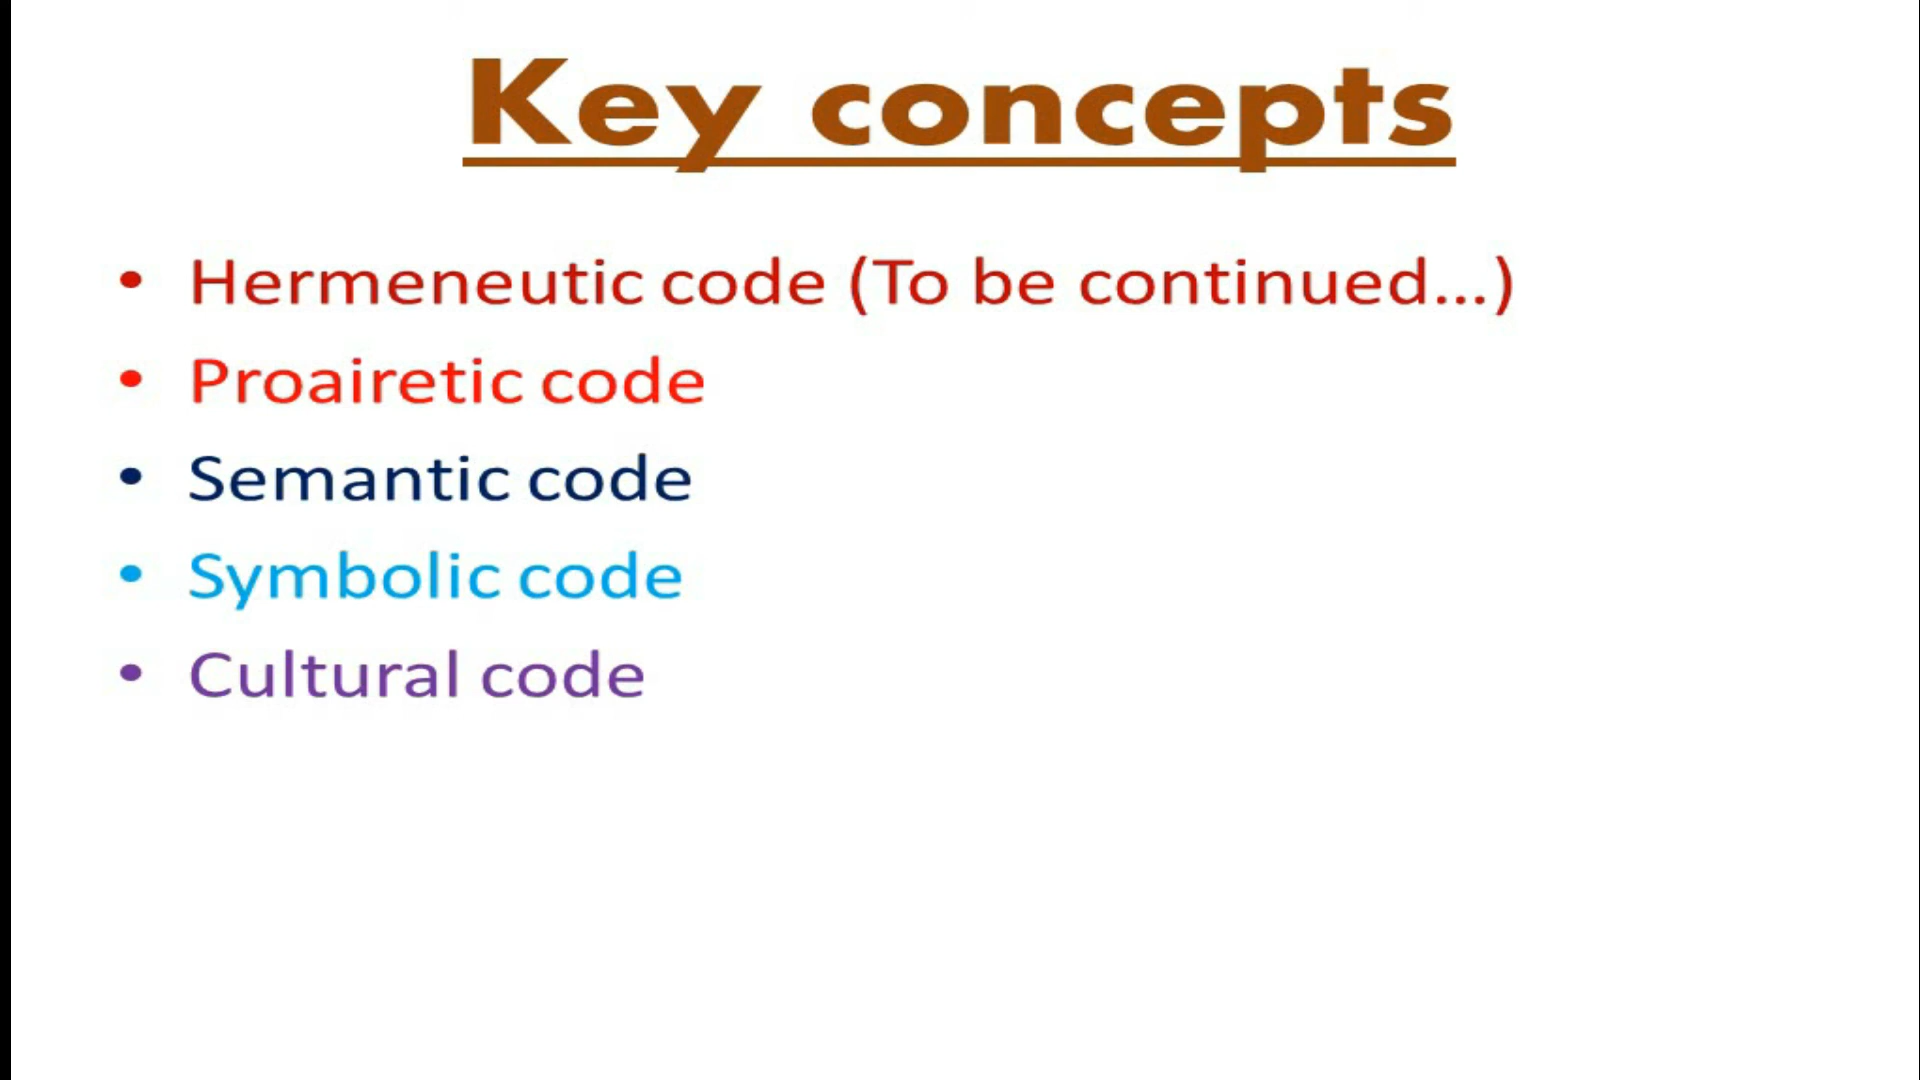 Key concepts
• Hermeneutic code (To be continued...)
• Proairetic code
• Semantic code
• Symbolic code
• Cultural code